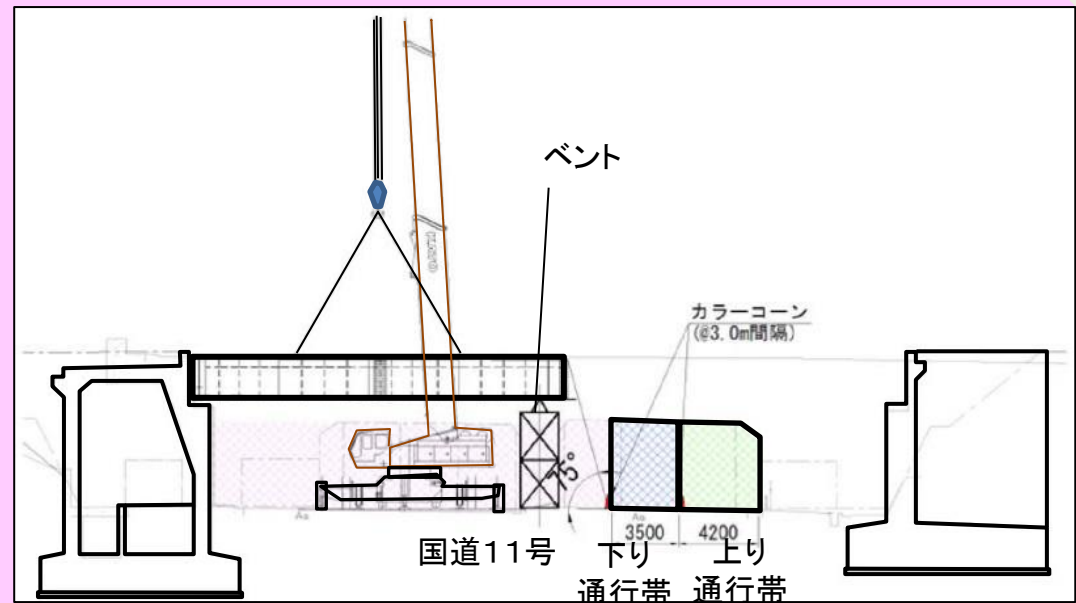 ベント
カラーコーン
(@3.0m間隔)
75°
3500
4200
国道11号
下り
通行帯
上り
通行帯